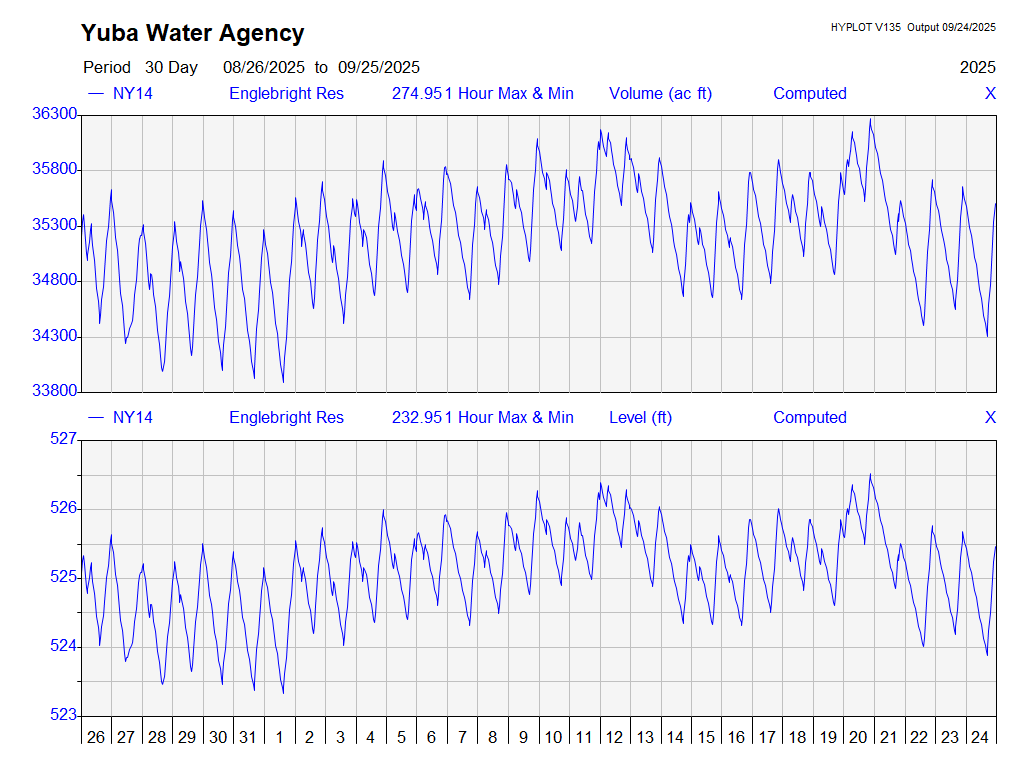 Yuba Water Agency
HYPLOT V135 Output 09/24/2025
Period 30 Day 08/26/2025 to 09/25/2025 2025
NY14 Englebright Res 274.951 Hour Max & Min Volume (ac ft) Computed X
36300
35800
35300
34800
34300
33800
NY14 Englebright Res 232.951 Hour Max & Min Level (ft) Computed X
527
526
525
524
523
26 27 28 29 30 31 1 2 3 4 5 6 7 8 9 10 11 12 13 14 15 16 17 18 19 20 21 22 23 24